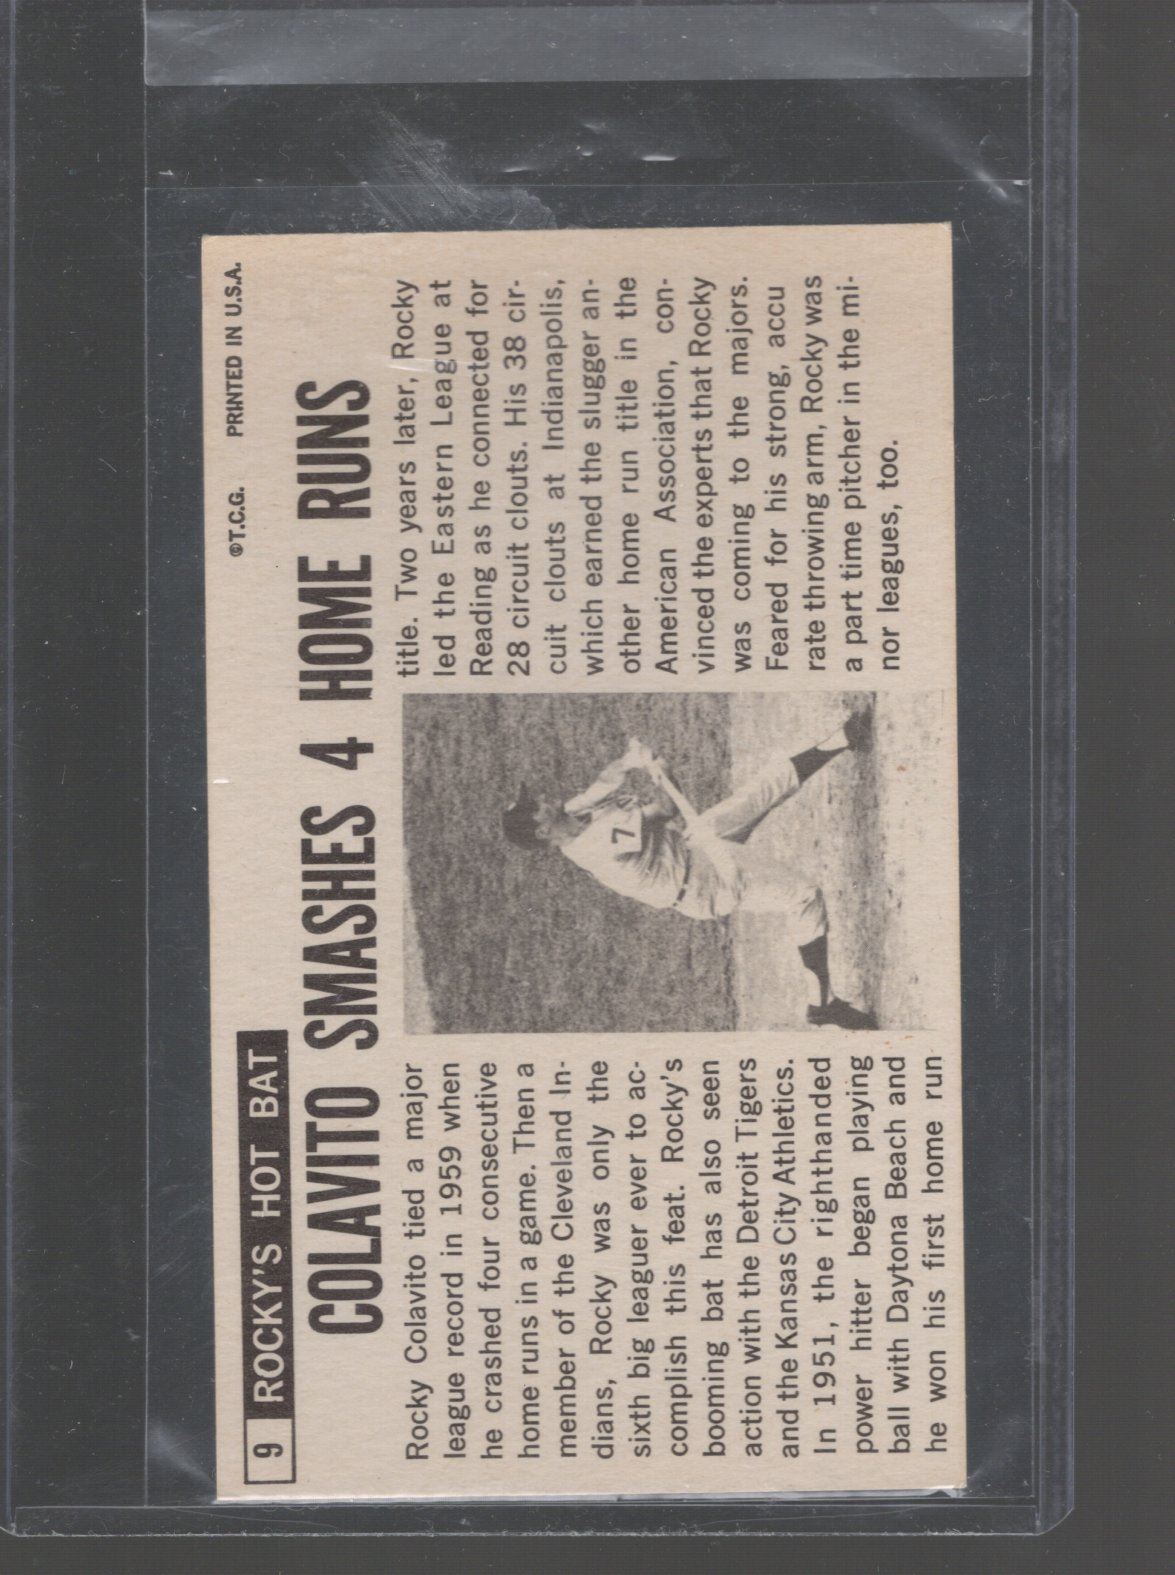 9 ROCKY'S HOT BAT
©T.C.G. PRINTED IN U.S.A.
COLAVITO SMASHES 4 HOME RUNS
Rocky Colavito tied a major
league record in 1959 when
he crashed four consecutive
home runs in a game. Then a
member of the Cleveland In-
dians, Rocky was only the
sixth big leaguer ever to ac-
complish this feat. Rocky's
booming bat has also seen
action with the Detroit Tigers
and the Kansas City Athletics.
In 1951, the righthanded
power hitter began playing
ball with Daytona Beach and
he won his first home run
7
title. Two years later, Rocky
led the Eastern League at
Reading as he connected for
28 circuit clouts. His 38 cir-
cuit clouts at Indianapolis,
which earned the slugger an-
other home run title in the
American Association, con-
vinced the experts that Rocky
was coming to the majors.
Feared for his strong, accu
rate throwing arm, Rocky was
a part time pitcher in the mi-
nor leagues, too.